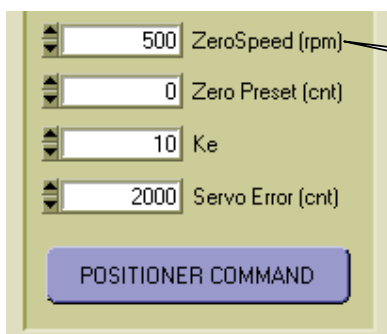 500 ZeroSpeed (rpm)
0 Zero Preset (cnt)
10 Ke
2000 Servo Error (cnt)
POSITIONER COMMAND